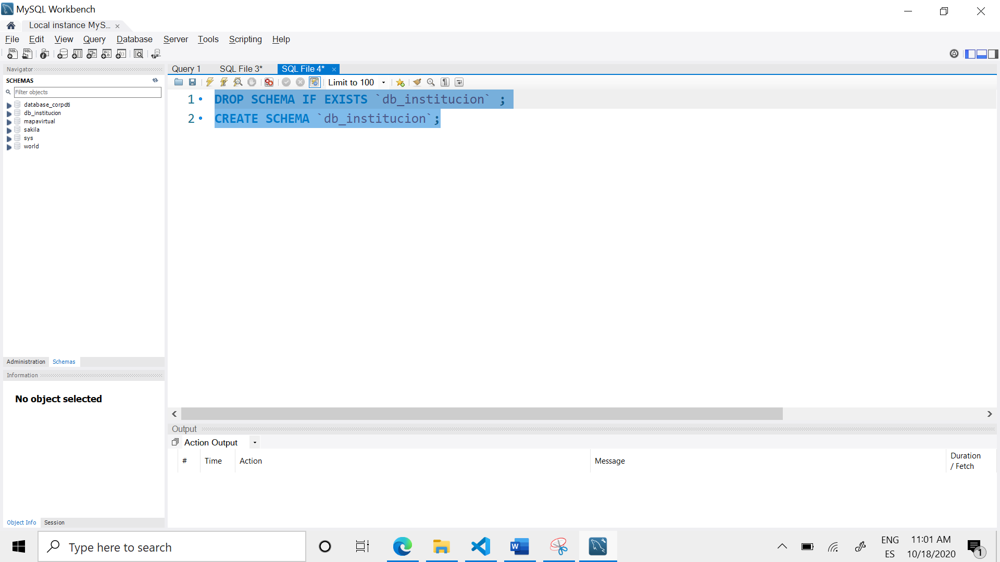 MySQL Workbench
Local instance MyS... ×
File Edit View Query Database Server Tools Scripting Help
Navigator
SCHEMAS
Filter objects
database_corpdti
db_institucion
mapavirtual
sakila
sys
world
Administration Schemas
Information
No object selected
Object Info Session
Query 1 SQL File 3* SQL File 4* ×
Limit to 100
1 DROP SCHEMA IF EXISTS `db_institucion` ;
2 CREATE SCHEMA `db_institucion`;
Output
Action Output
# Time Action Message Duration / Fetch
Type here to search
ENG
ES
11:01 AM
10/18/2020
1